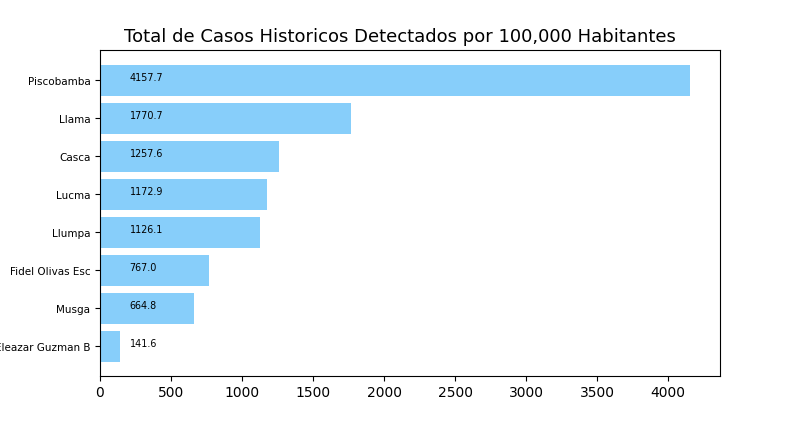 Total de Casos Historicos Detectados por 100,000 Habitantes
Piscobamba 4157.7
Llama 1770.7
Casca 1257.6
Lucma 1172.9
Llumpa 1126.1
Fidel Olivas Esc 767.0
Musga 664.8
Eleazar Guzman B 141.6
0 500 1000 1500 2000 2500 3000 3500 4000